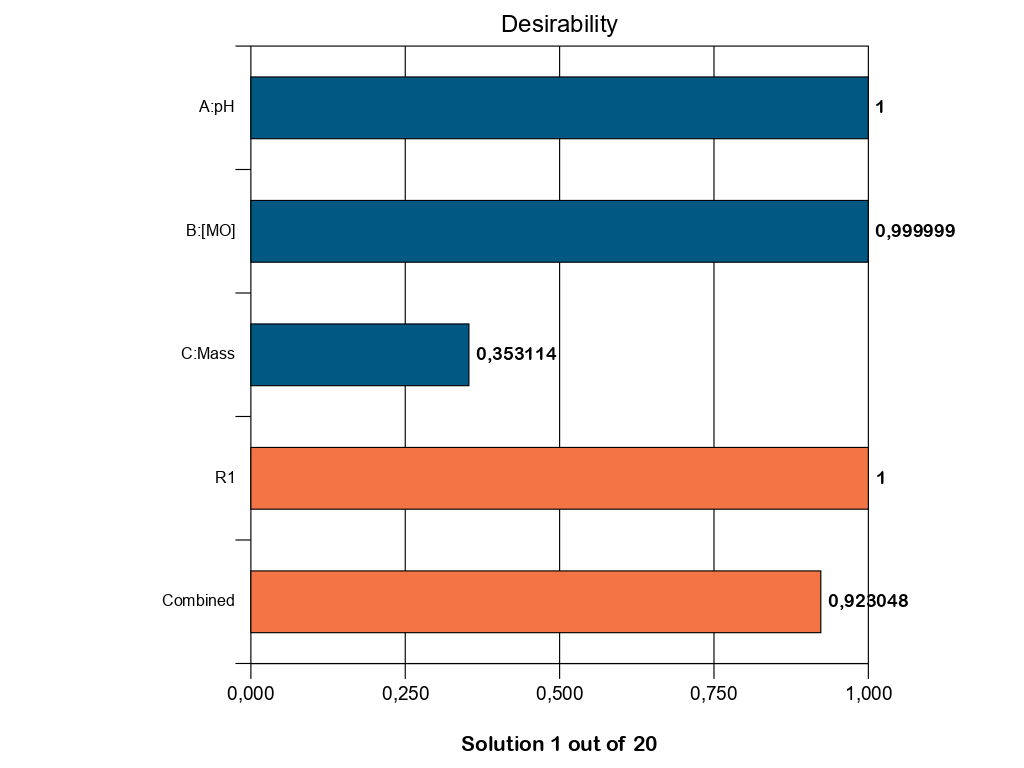 Desirability
A:pH
1
B:[MO]
0,999999
C:Mass
0,353114
R1
1
Combined
0,923048
0,000 0,250 0,500 0,750 1,000
Solution 1 out of 20